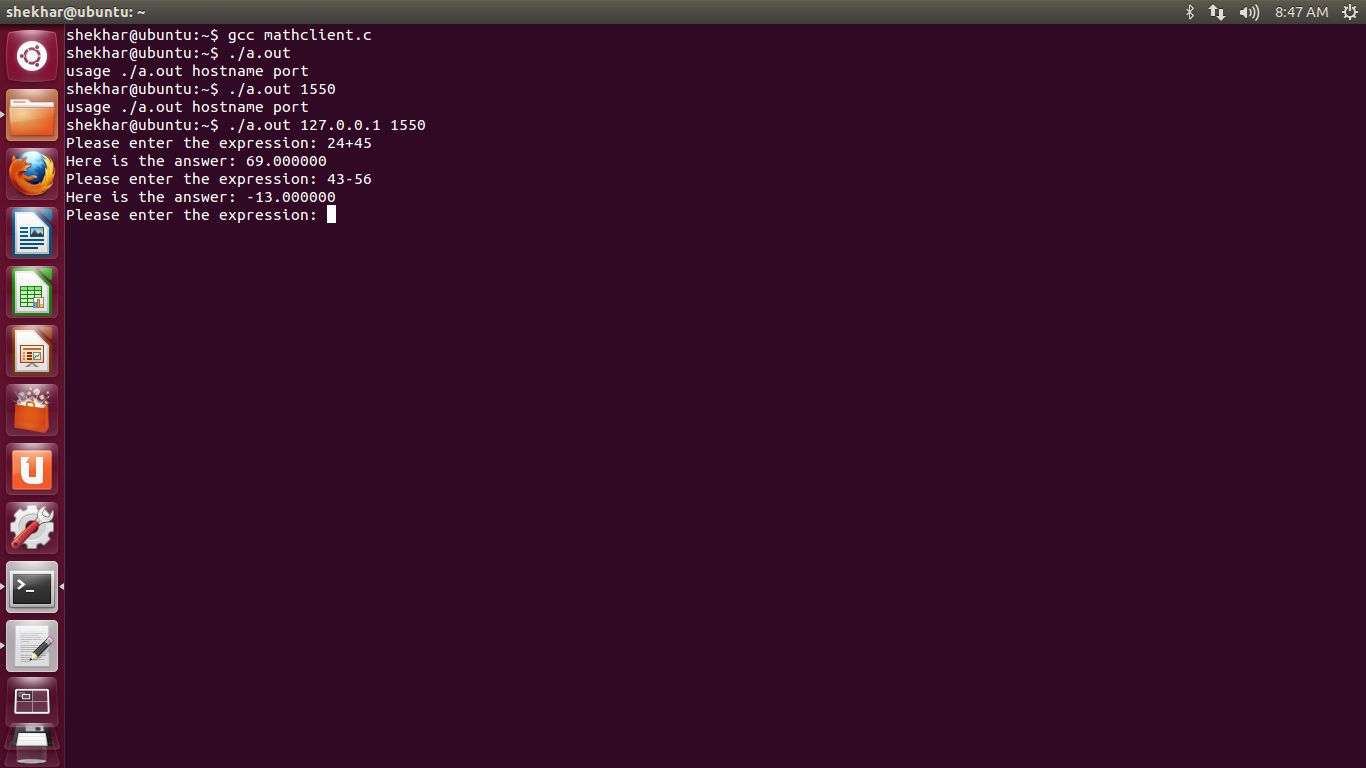 shekhar@ubuntu: ~
8:47 AM
shekhar@ubuntu:~$ gcc mathclient.c
shekhar@ubuntu:~$ ./a.out
usage ./a.out hostname port
shekhar@ubuntu:~$ ./a.out 1550
usage ./a.out hostname port
shekhar@ubuntu:~$ ./a.out 127.0.0.1 1550
Please enter the expression: 24+45
Here is the answer: 69.000000
Please enter the expression: 43-56
Here is the answer: -13.000000
Please enter the expression: